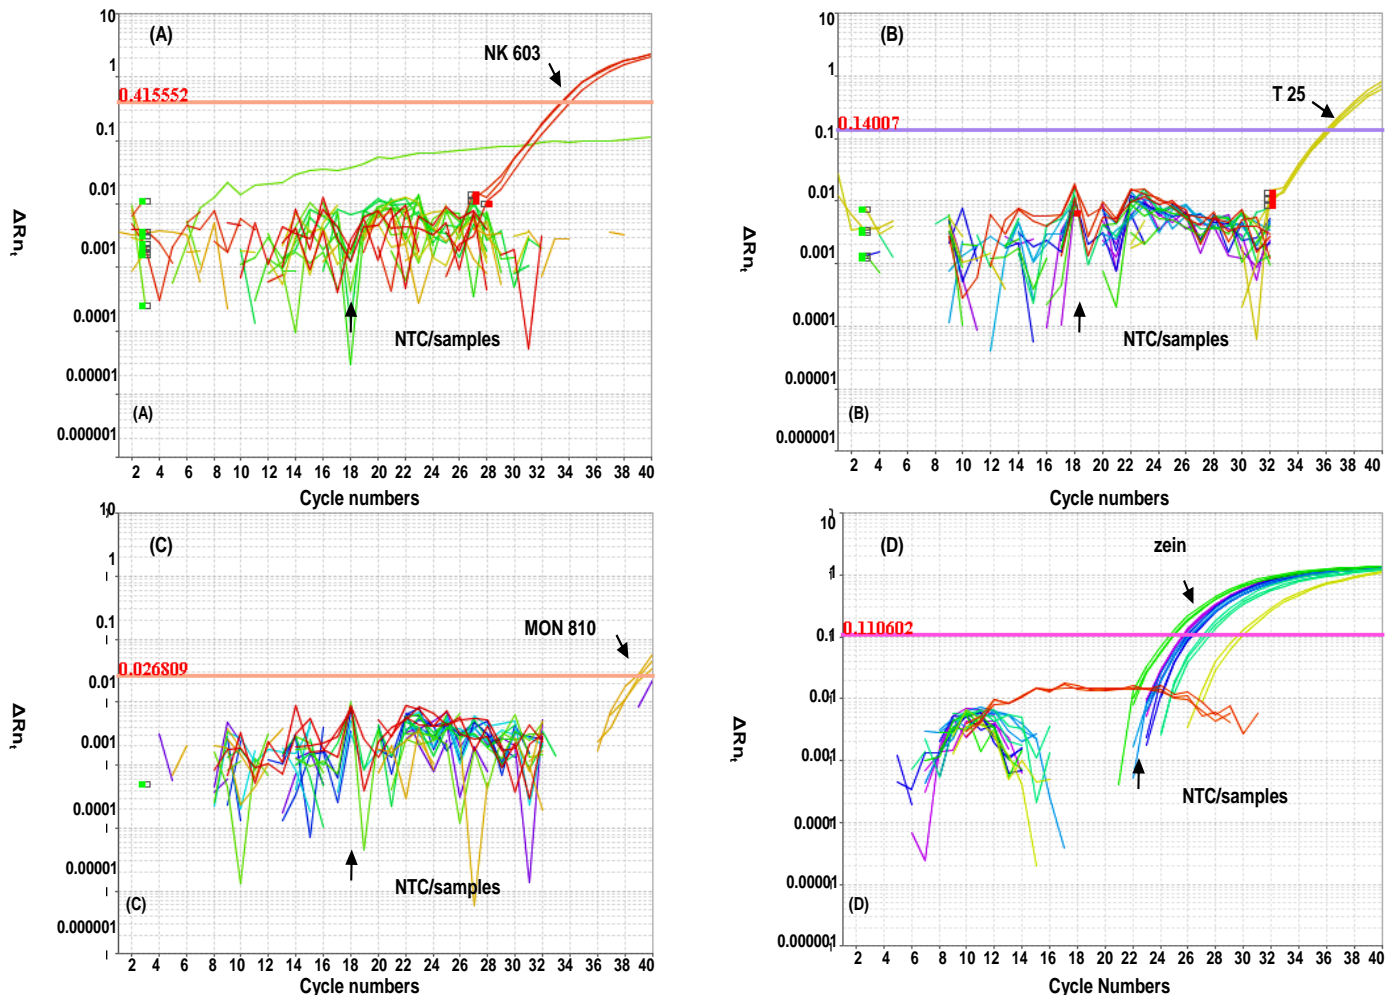 10
(A)
NK 603
1
0.415552
0.1
0.01
ΔRn,t
0.001
0.0001
NTC/samples
0.00001
(A)
0.000001
2 4 6 8 10 12 14 16 18 20 22 24 26 28 30 32 34 36 38 40
Cycle numbers
10
(B)
1
T 25
0.14007
0.1
0.01
ΔRn,t
0.001
0.0001
NTC/samples
0.00001
(B)
0.000001
2 4 6 8 10 12 14 16 18 20 22 24 26 28 30 32 34 36 38 40
Cycle numbers
10
(C)
1
0.1
MON 810
0.026809
0.01
ΔRn,t
0.001
0.0001
0.00001
NTC/samples
(C)
0.000001
2 4 6 8 10 12 14 16 18 20 22 24 26 28 30 32 34 36 38 40
Cycle numbers
10
(D)
zein
1
0.110602
0.1
0.01
ΔRn,t
0.001
NTC/samples
0.0001
0.00001
(D)
0.000001
2 4 6 8 10 12 14 16 18 20 22 24 26 28 30 32 34 36 38 40
Cycle Numbers